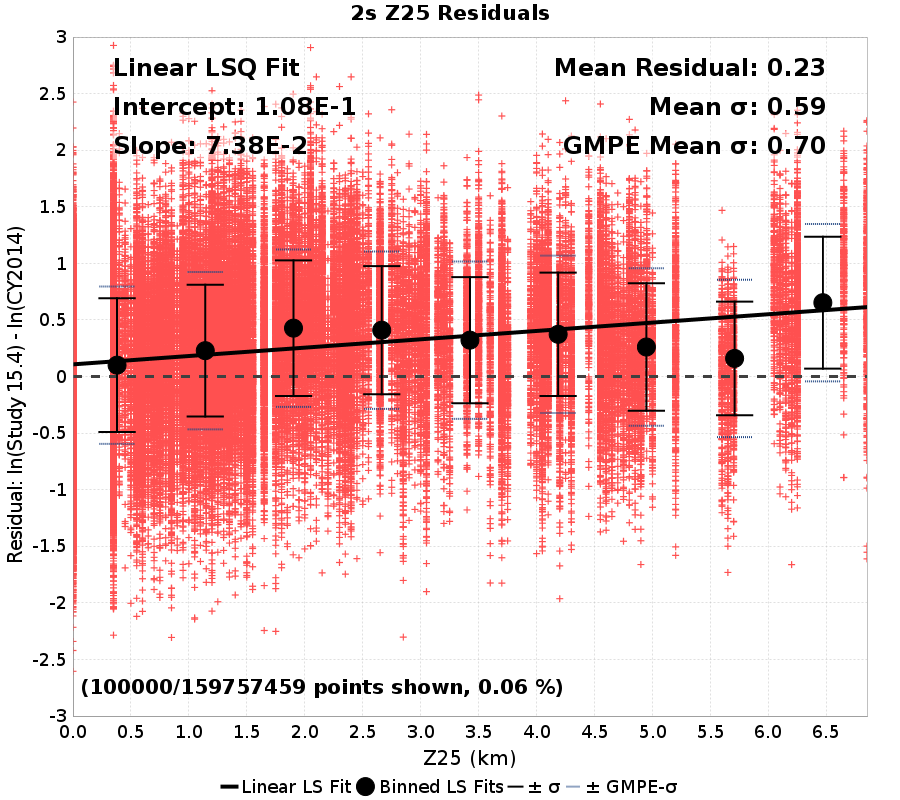 2s Z25 Residuals
Linear LSQ Fit
Intercept: 1.08E-1
Slope: 7.38E-2
Mean Residual: 0.23
Mean σ: 0.59
GMPE Mean σ: 0.70
Residual: ln(Study 15.4) - ln(CY2014)
3
2.5
2
1.5
1
0.5
0
-0.5
-1
-1.5
-2
-2.5
-3
(100000/159757459 points shown, 0.06 %)
0.0 0.5 1.0 1.5 2.0 2.5 3.0 3.5 4.0 4.5 5.0 5.5 6.0 6.5
Z25 (km)
Linear LS Fit Binned LS Fits ± σ ± GMPE-σ